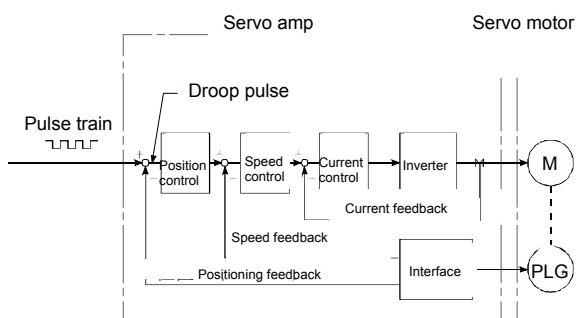 Servo amp
Servo motor
Droop pulse
Pulse train
+
+
+
Position
control
Speed
control
Current
control
Inverter
M
Current feedback
Speed feedback
Positioning feedback
Interface
PLG